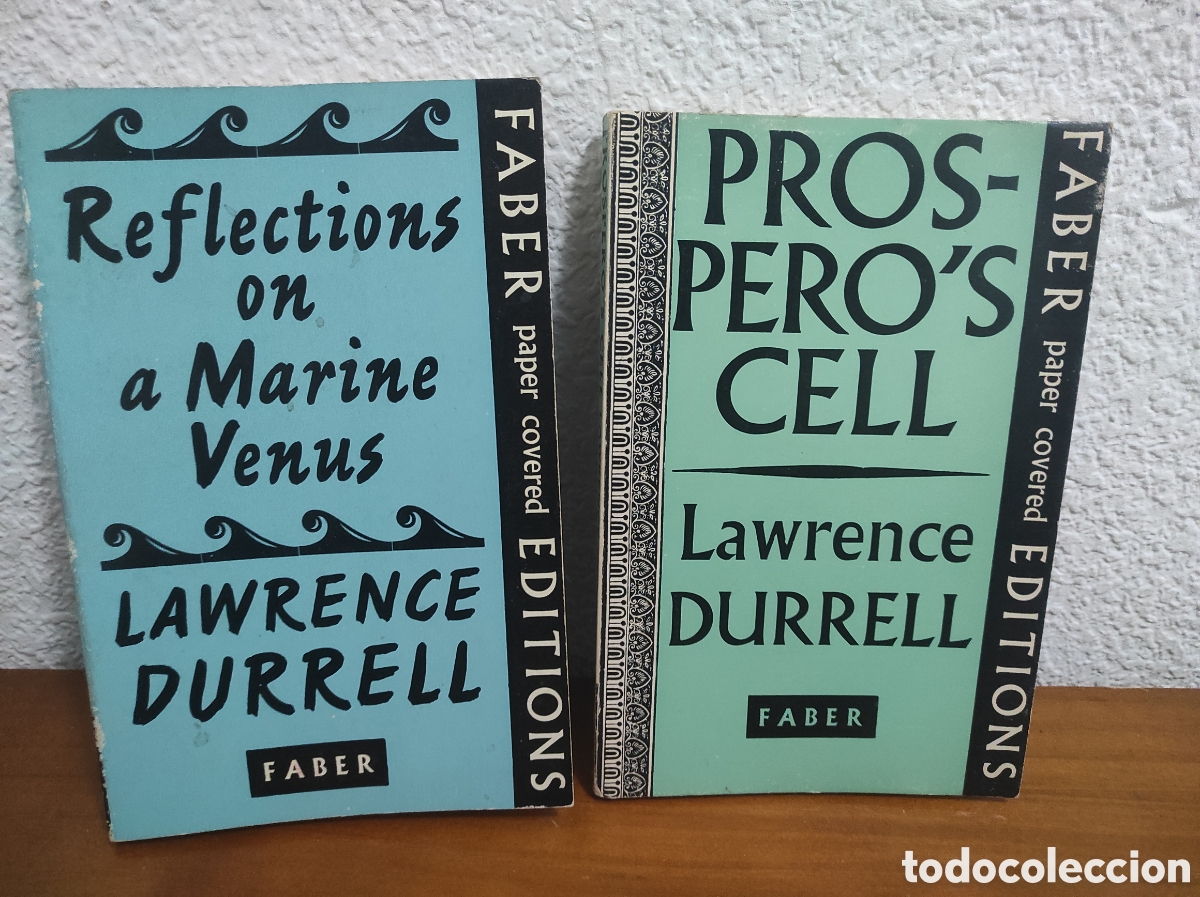 Reflections
on
a Marine
Venus
LAWRENCE
DURRELL
FABER
FABER paper covered EDITIONS
PROS-
PERO'S
CELL
Lawrence
DURRELL
FABER
FABER paper covered EDITIONS
todocoleccion